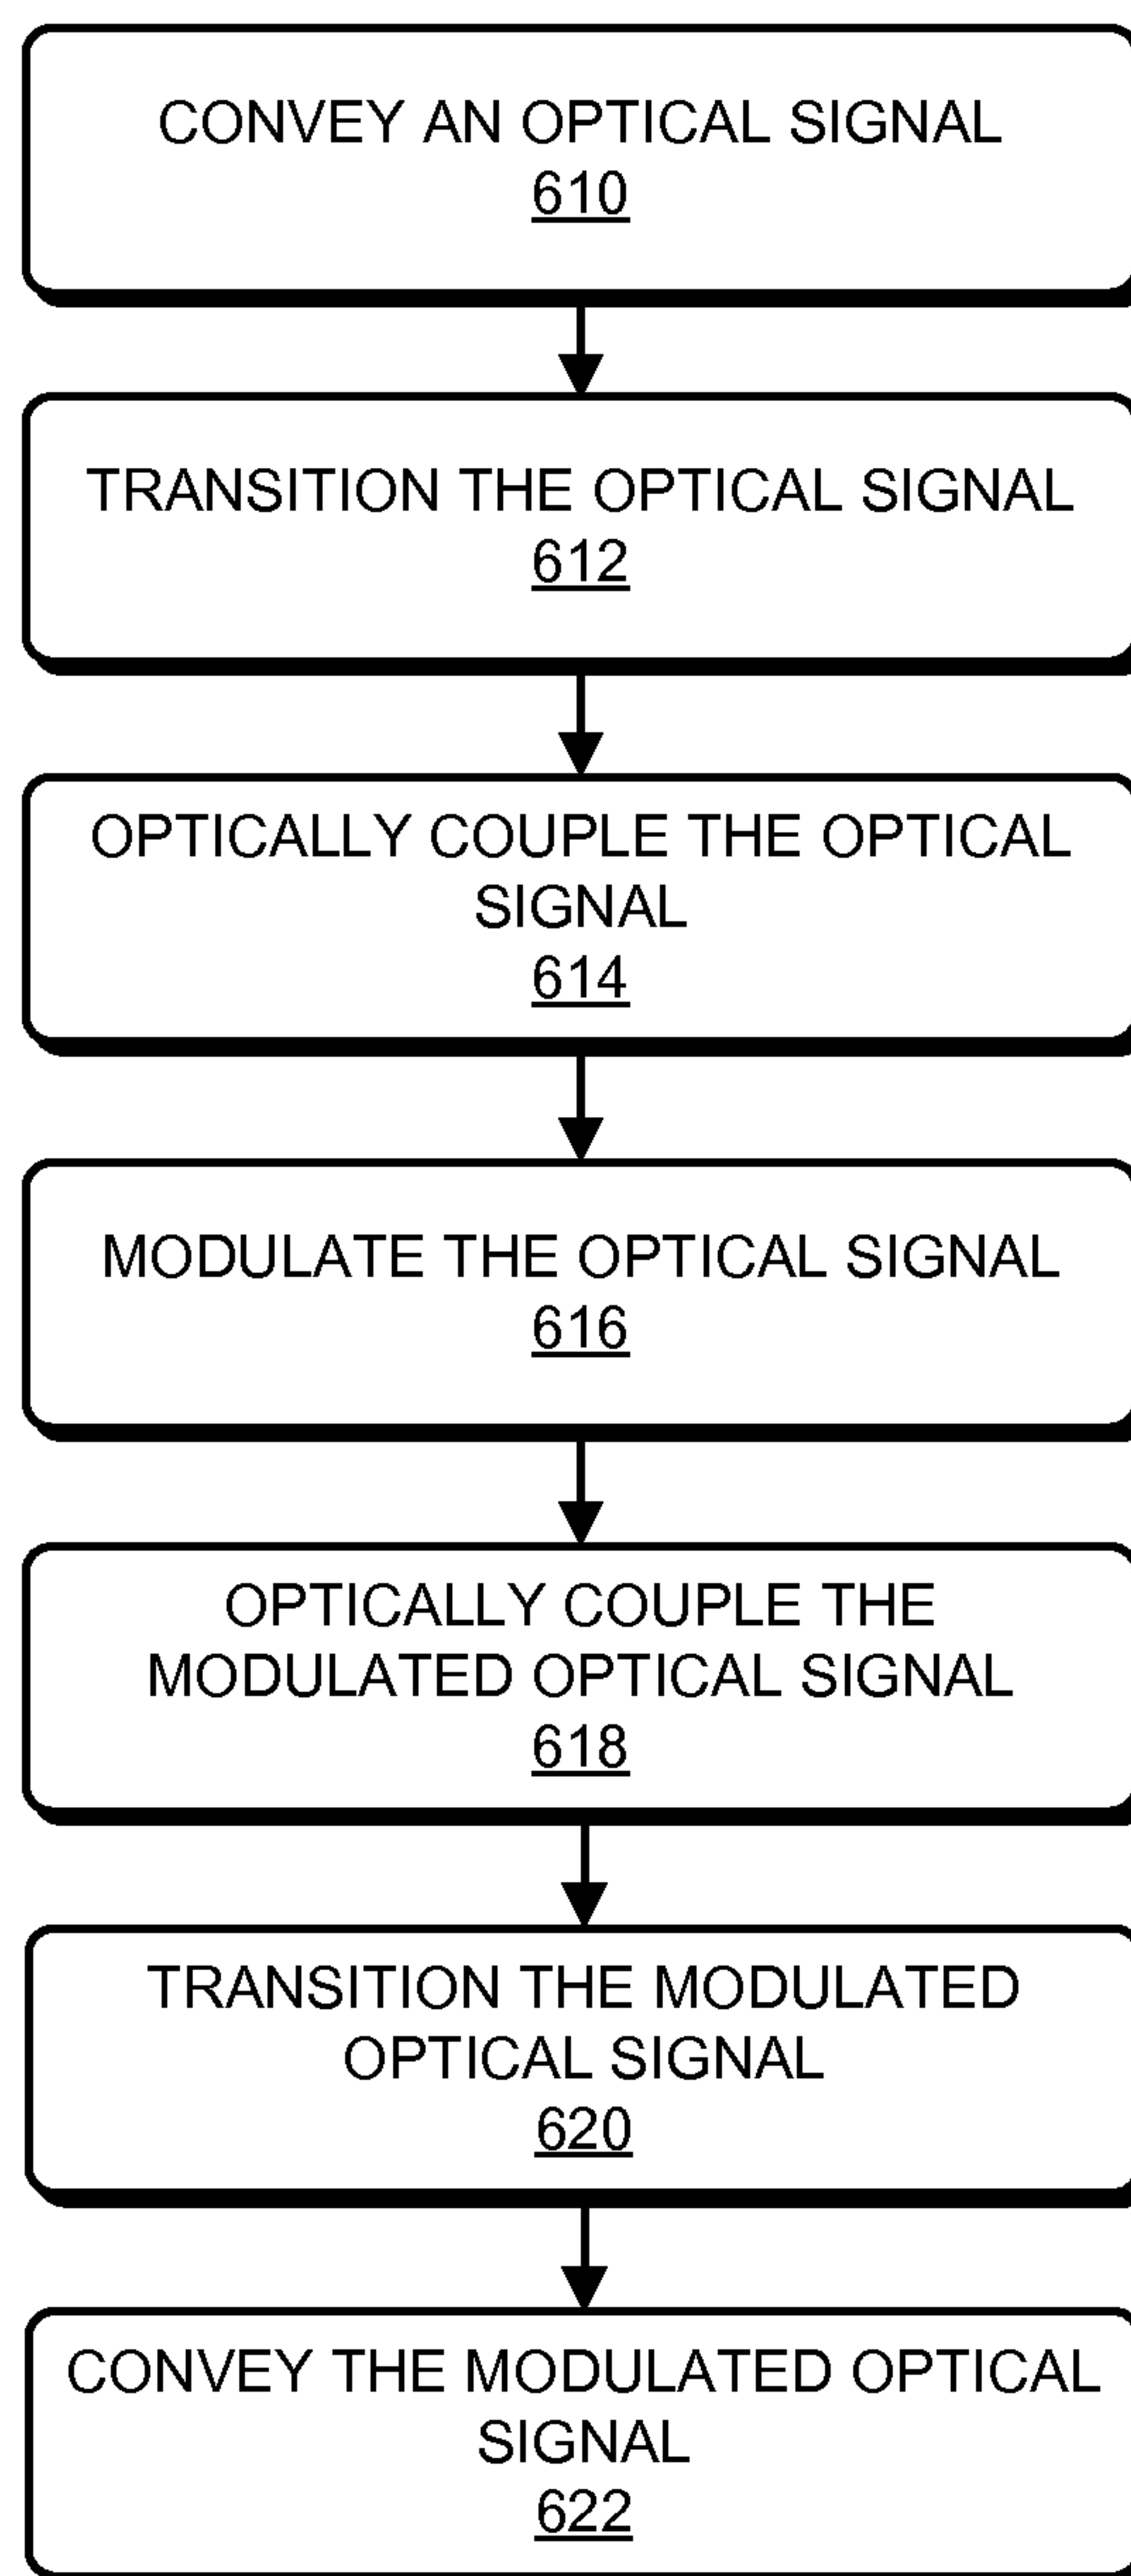 CONVEY AN OPTICAL SIGNAL
610
TRANSITION THE OPTICAL SIGNAL
612
OPTICALLY COUPLE THE OPTICAL
SIGNAL
614
MODULATE THE OPTICAL SIGNAL
616
OPTICALLY COUPLE THE
MODULATED OPTICAL SIGNAL
618
TRANSITION THE MODULATED
OPTICAL SIGNAL
620
CONVEY THE MODULATED OPTICAL
SIGNAL
622